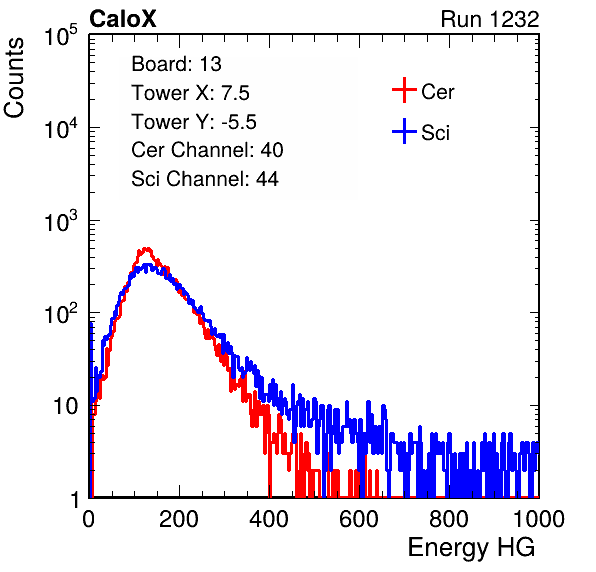 CaloX Run 1232
Counts
Board: 13
Tower X: 7.5
Tower Y: -5.5
Cer Channel: 40
Sci Channel: 44
Cer
Sci
10^5
10^4
10^3
10^2
10
1
0 200 400 600 800 1000
Energy HG